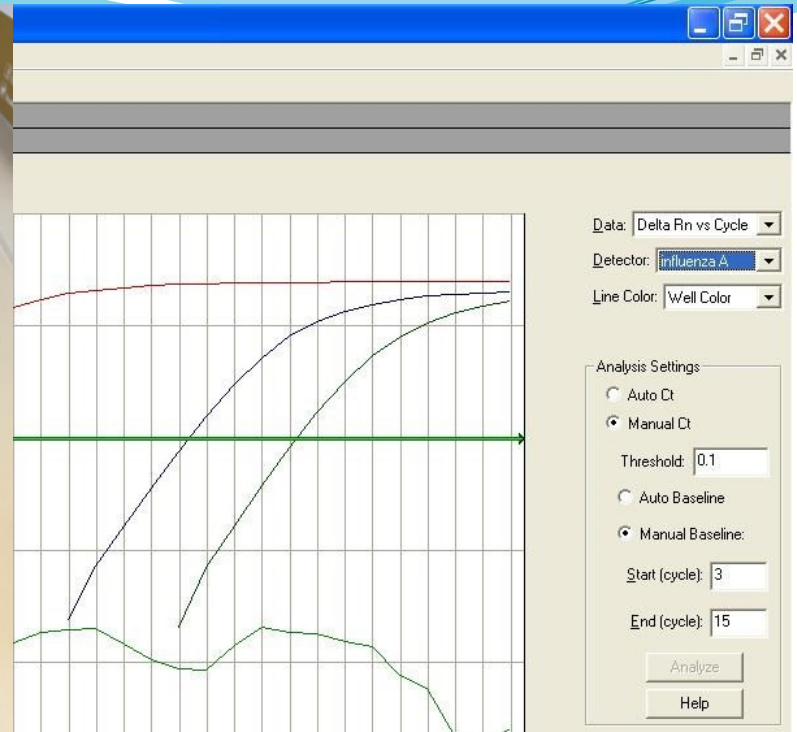 Data: Delta Rn vs Cycle
Detector: influenza A
Line Color: Well Color
Analysis Settings
Auto Ct
Manual Ct
Threshold: 0.1
Auto Baseline
Manual Baseline:
Start (cycle): 3
End (cycle): 15
Analyze
Help